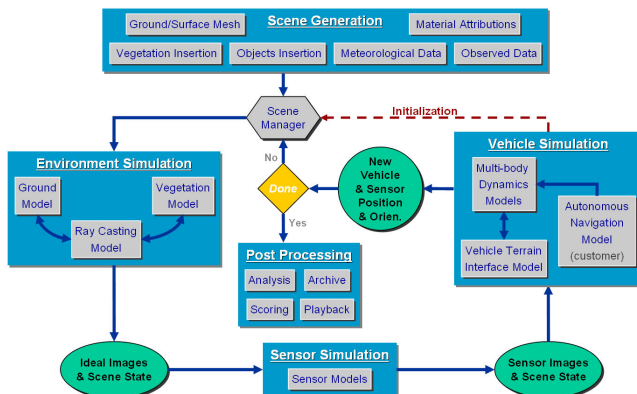 Scene Generation
Ground/Surface Mesh
Material Attributions
Vegetation Insertion
Objects Insertion
Meteorological Data
Observed Data
Scene
Manager
Initialization
Environment Simulation
Ground
Model
Vegetation
Model
Ray Casting
Model
No
Done
Yes
New
Vehicle
& Sensor
Position
& Orien.
Vehicle Simulation
Multi-body
Dynamics
Models
Autonomous
Navigation
Model
(customer)
Vehicle Terrain
Interface Model
Post Processing
Analysis
Archive
Scoring
Playback
Ideal Images
& Scene State
Sensor Simulation
Sensor Models
Sensor Images
& Scene State